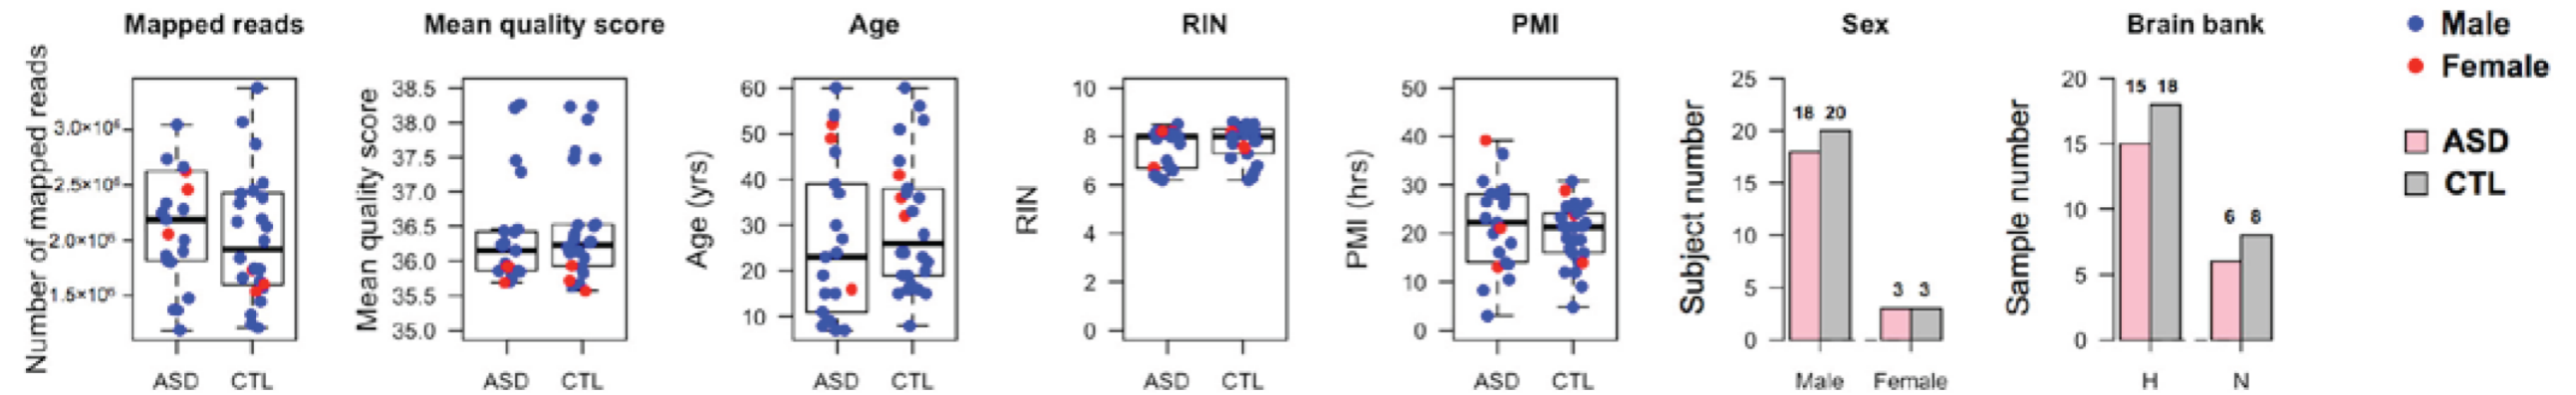 Mapped reads
Number of mapped reads
3.0×10⁶
2.5×10⁶
2.0×10⁶
1.5×10⁶
ASD CTL
Mean quality score
Mean quality score
38.5
38.0
37.5
37.0
36.5
36.0
35.5
35.0
ASD CTL
Age
Age (yrs)
60
50
40
30
20
10
ASD CTL
RIN
RIN
10
8
6
4
2
0
ASD CTL
PMI
PMI (hrs)
50
40
30
20
10
0
ASD CTL
Sex
Subject number
25
20
15
10
5
0
18 20
3 3
Male Female
Brain bank
Sample number
20
15
10
5
0
15 18
6 8
H N
Male
Female
ASD
CTL